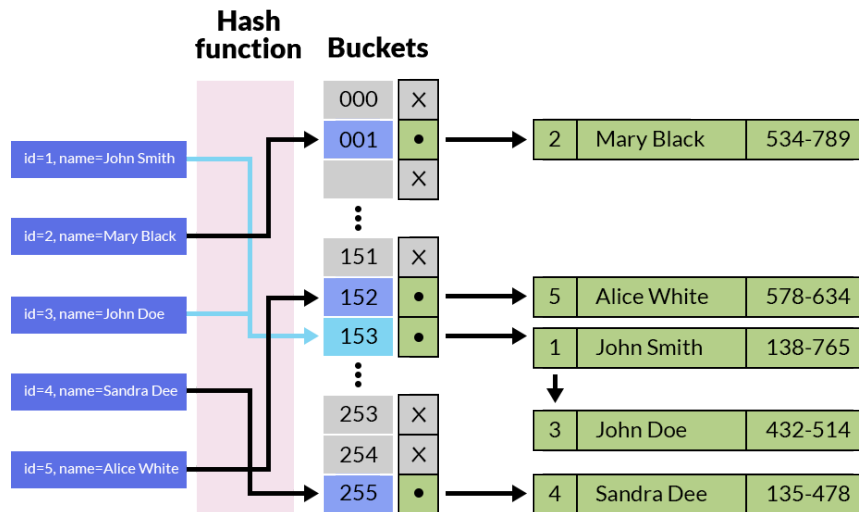 Hash
function
Buckets
000 X
001
X
id=1, name=John Smith
id=2, name=Mary Black
id=3, name=John Doe
id=4, name=Sandra Dee
id=5, name=Alice White
151 X
152
153
253 X
254 X
255
2 Mary Black 534-789
5 Alice White 578-634
1 John Smith 138-765
3 John Doe 432-514
4 Sandra Dee 135-478